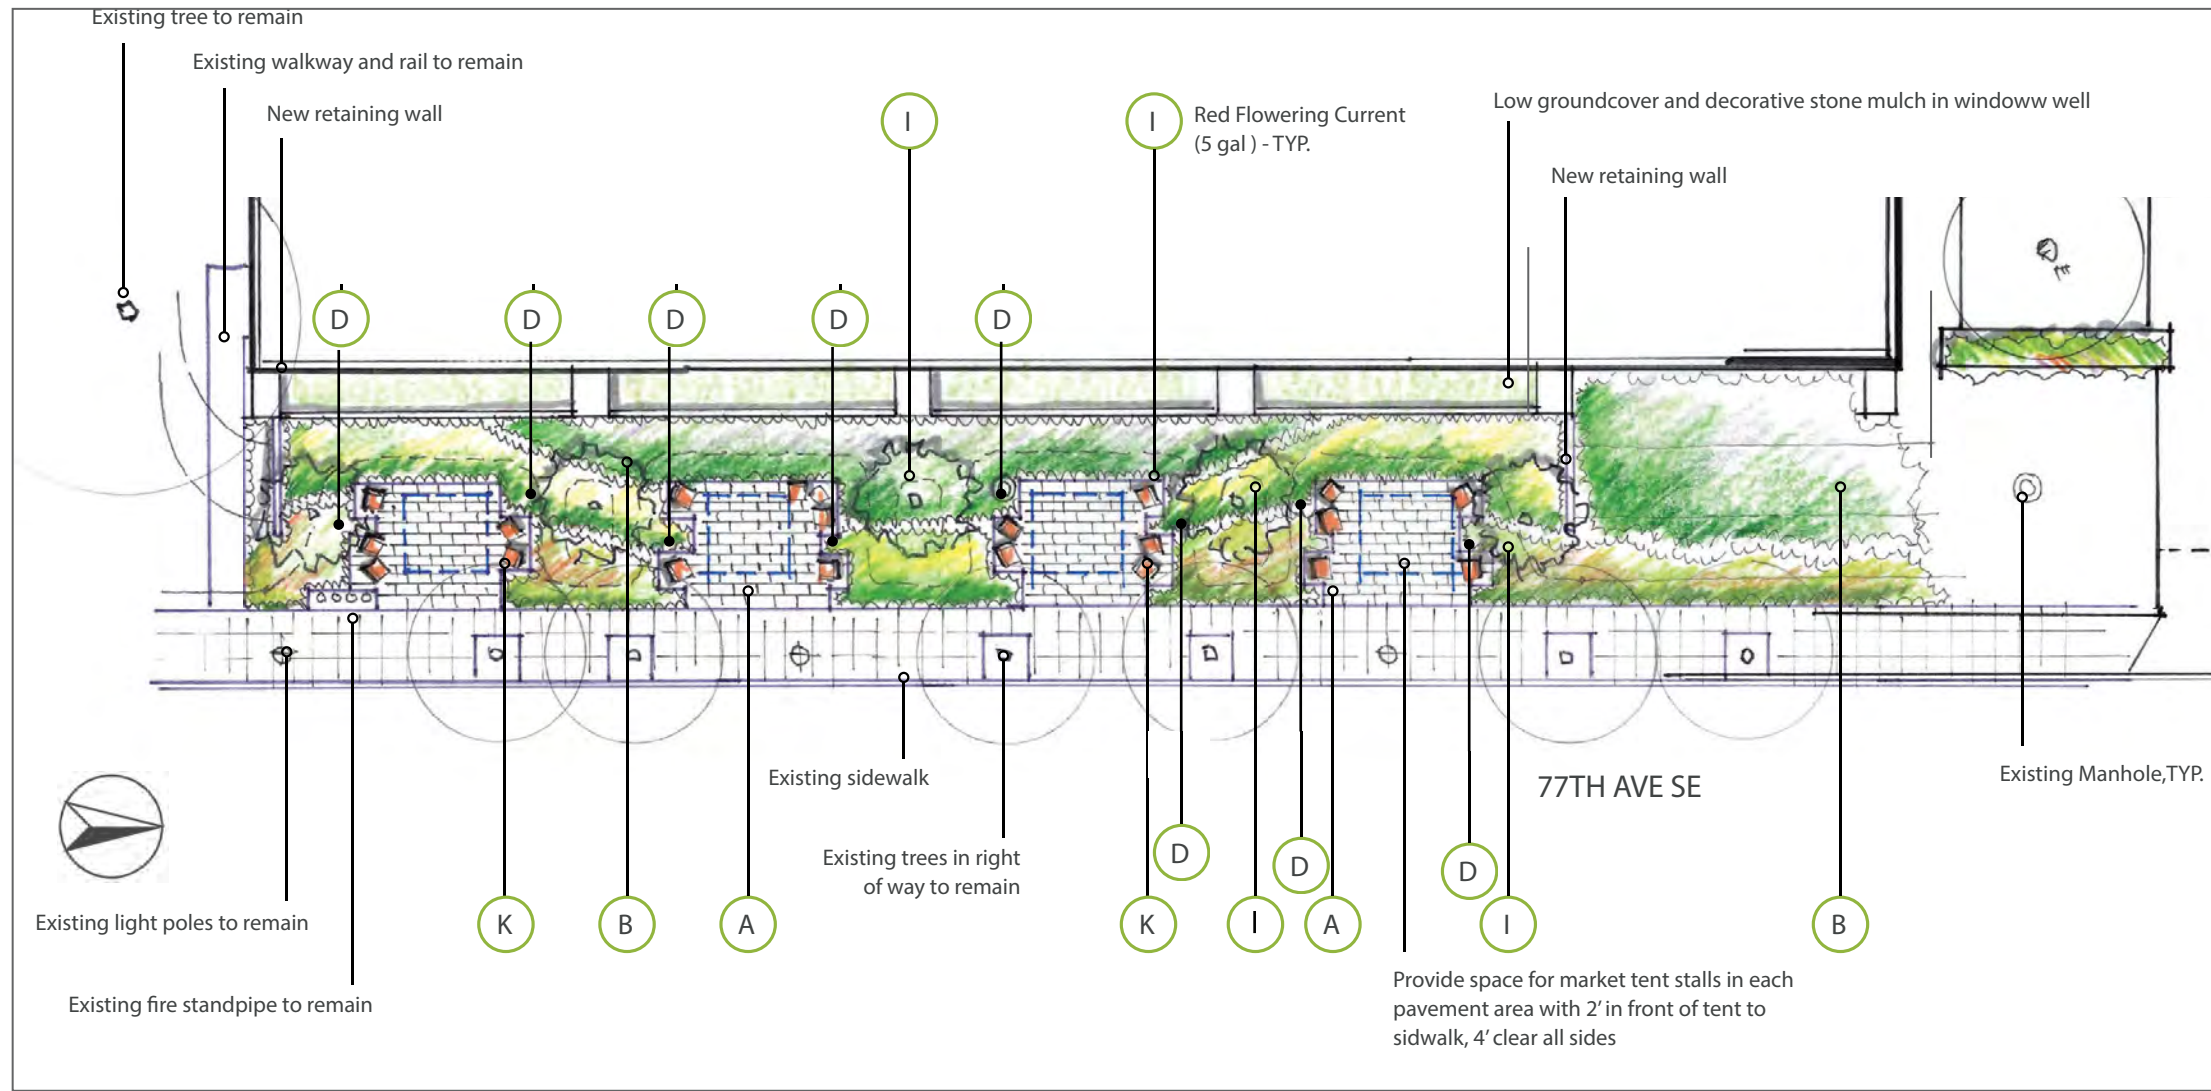 Existing tree to remain
Existing walkway and rail to remain
New retaining wall
I
I
Red Flowering Current
(5 gal ) - TYP.
Low groundcover and decorative stone mulch in windoww well
New retaining wall
D
D
D
D
D
Existing sidewalk
77TH AVE SE
Existing Manhole,TYP.
Existing trees in right
of way to remain
D
D
D
Existing light poles to remain
K
B
A
K
I
A
I
B
Existing fire standpipe to remain
Provide space for market tent stalls in each
pavement area with 2’ in front of tent to
sidwalk, 4’ clear all sides